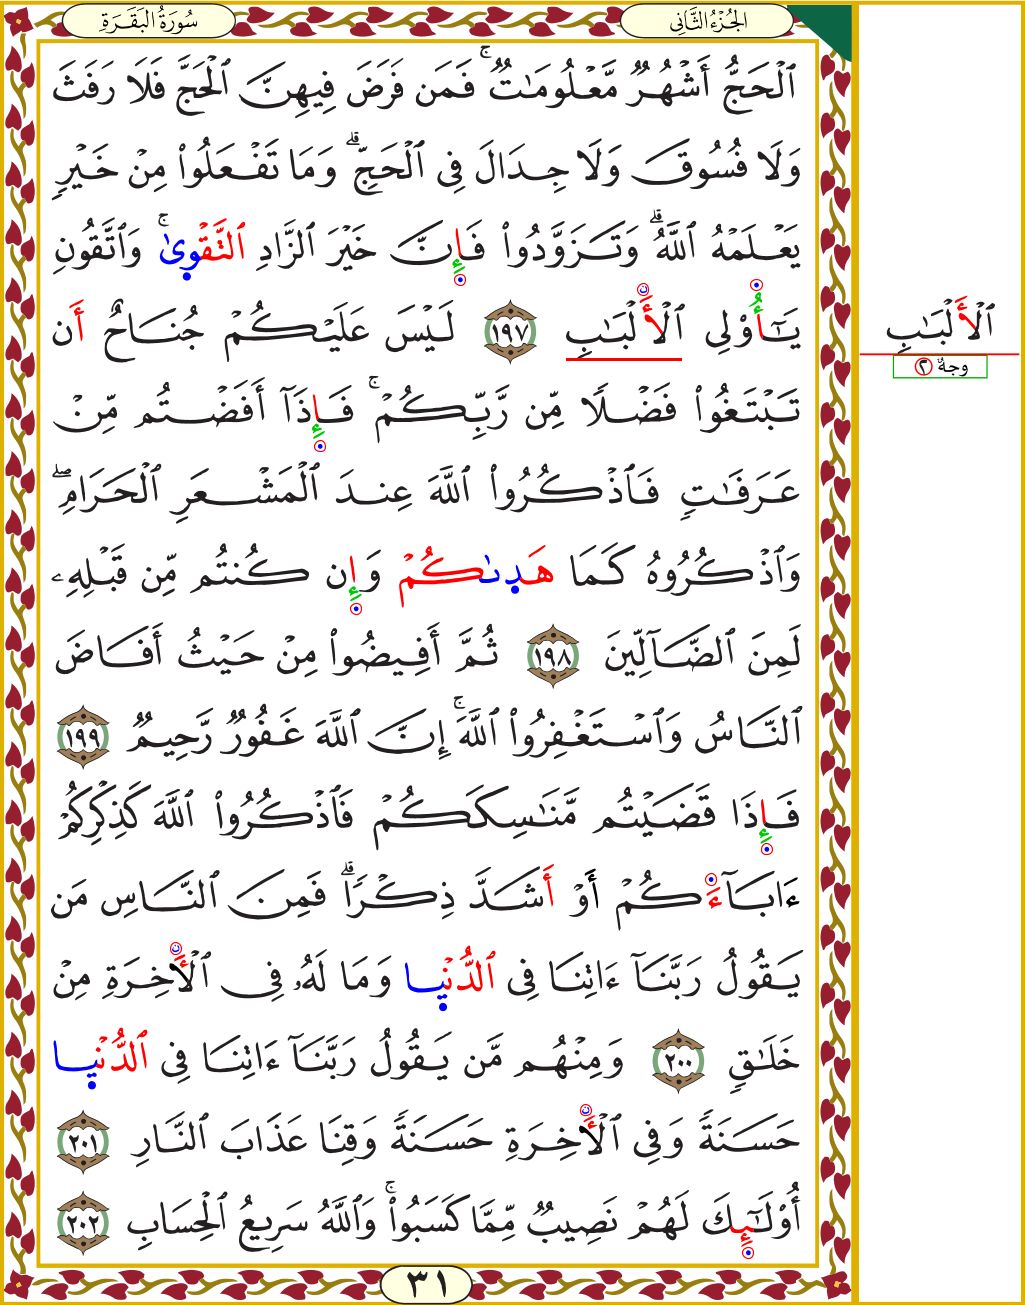 الجُزْءُ الثَّانِي
سُورَةُ البَقَرَةِ
ٱلۡحَجُّ أَشۡهُرٞ مَّعۡلُومَٰتٞۚ فَمَن فَرَضَ فِيهِنَّ ٱلۡحَجَّ فَلَا رَفَثَ
وَلَا فُسُوقَ وَلَا جِدَالَ فِي ٱلۡحَجِّۗ وَمَا تَفۡعَلُواْ مِنۡ خَيۡرٖ
يَعۡلَمۡهُ ٱللَّهُۗ وَتَزَوَّدُواْ فَإِنَّ خَيۡرَ ٱلزَّادِ ٱلتَّقۡوَىٰۚ وَٱتَّقُونِ
يَٰٓأُوْلِي ٱلۡأَلۡبَٰبِ ١٩٧ لَيۡسَ عَلَيۡكُمۡ جُنَاحٌ أَن
تَبۡتَغُواْ فَضۡلٗا مِّن رَّبِّكُمۡۚ فَإِذَآ أَفَضۡتُم مِّنۡ
عَرَفَٰتٖ فَٱذۡكُرُواْ ٱللَّهَ عِندَ ٱلۡمَشۡعَرِ ٱلۡحَرَامِۖ
وَٱذۡكُرُوهُ كَمَا هَدَىٰكُمۡ وَإِن كُنتُم مِّن قَبۡلِهِۦ
لَمِنَ ٱلضَّآلِّينَ ١٩٨ ثُمَّ أَفِيضُواْ مِنۡ حَيۡثُ أَفَاضَ
ٱلنَّاسُ وَٱسۡتَغۡفِرُواْ ٱللَّهَۚ إِنَّ ٱللَّهَ غَفُورٞ رَّحِيمٞ ١٩٩
فَإِذَا قَضَيۡتُم مَّنَٰسِكَكُمۡ فَٱذۡكُرُواْ ٱللَّهَ كَذِكۡرِكُمۡ
ءَابَآءَكُمۡ أَوۡ أَشَدَّ ذِكۡرٗاۗ فَمِنَ ٱلنَّاسِ مَن
يَقُولُ رَبَّنَآ ءَاتِنَا فِي ٱلدُّنۡيَا وَمَا لَهُۥ فِي ٱلۡأٓخِرَةِ مِنۡ
خَلَٰقٖ ٢٠٠ وَمِنۡهُم مَّن يَقُولُ رَبَّنَآ ءَاتِنَا فِي ٱلدُّنۡيَا
حَسَنَةٗ وَفِي ٱلۡأٓخِرَةِ حَسَنَةٗ وَقِنَا عَذَابَ ٱلنَّارِ ٢٠١
أُوْلَٰٓئِكَ لَهُمۡ نَصِيبٞ مِّمَّا كَسَبُواْۚ وَٱللَّهُ سَرِيعُ ٱلۡحِسَابِ ٢٠٢
٣١
ٱلۡأَلۡبَٰبِ
وجهٌ ٢